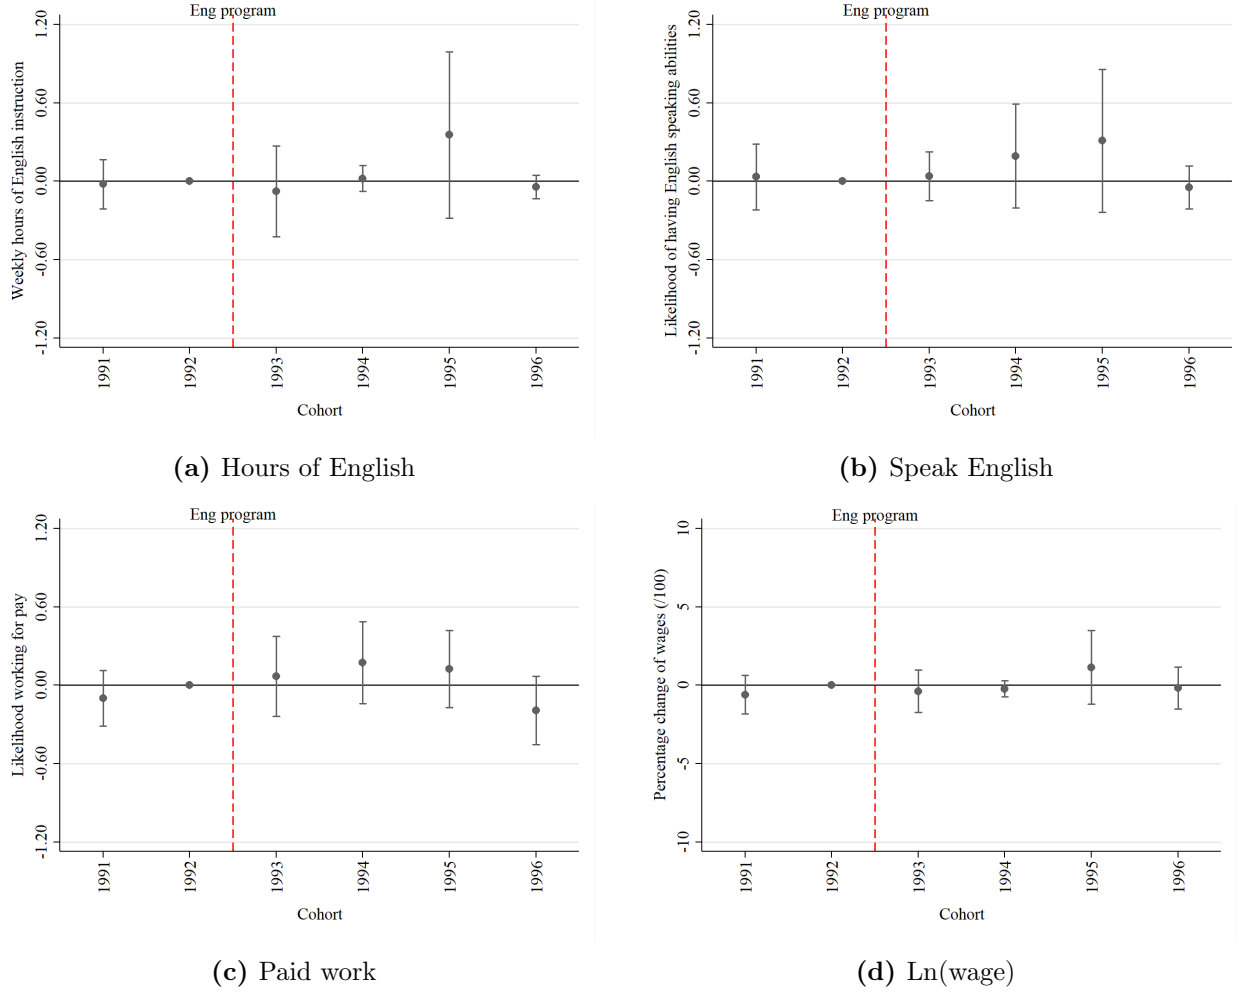 Eng program
Weekly hours of English instruction
1.20
0.60
0.00
-0.60
-1.20
1991
1992
1993
1994
1995
1996
Cohort
(a) Hours of English
Eng program
Likelihood of having English speaking abilities
1.20
0.60
0.00
-0.60
-1.20
1991
1992
1993
1994
1995
1996
Cohort
(b) Speak English
Eng program
Likelihood working for pay
1.20
0.60
0.00
-0.60
-1.20
1991
1992
1993
1994
1995
1996
Cohort
(c) Paid work
Eng program
Percentage change of wages (/100)
10
5
0
-5
-10
1991
1992
1993
1994
1995
1996
Cohort
(d) Ln(wage)